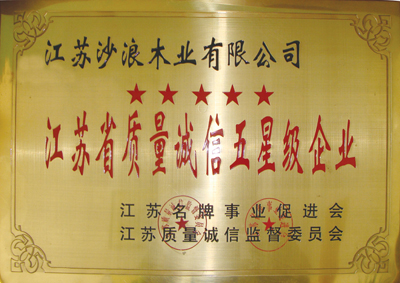 江苏沙浪木业有限公司
★★★★★
江苏省质量诚信五星级企业
江苏名牌事业促进会
江苏质量诚信监督委员会